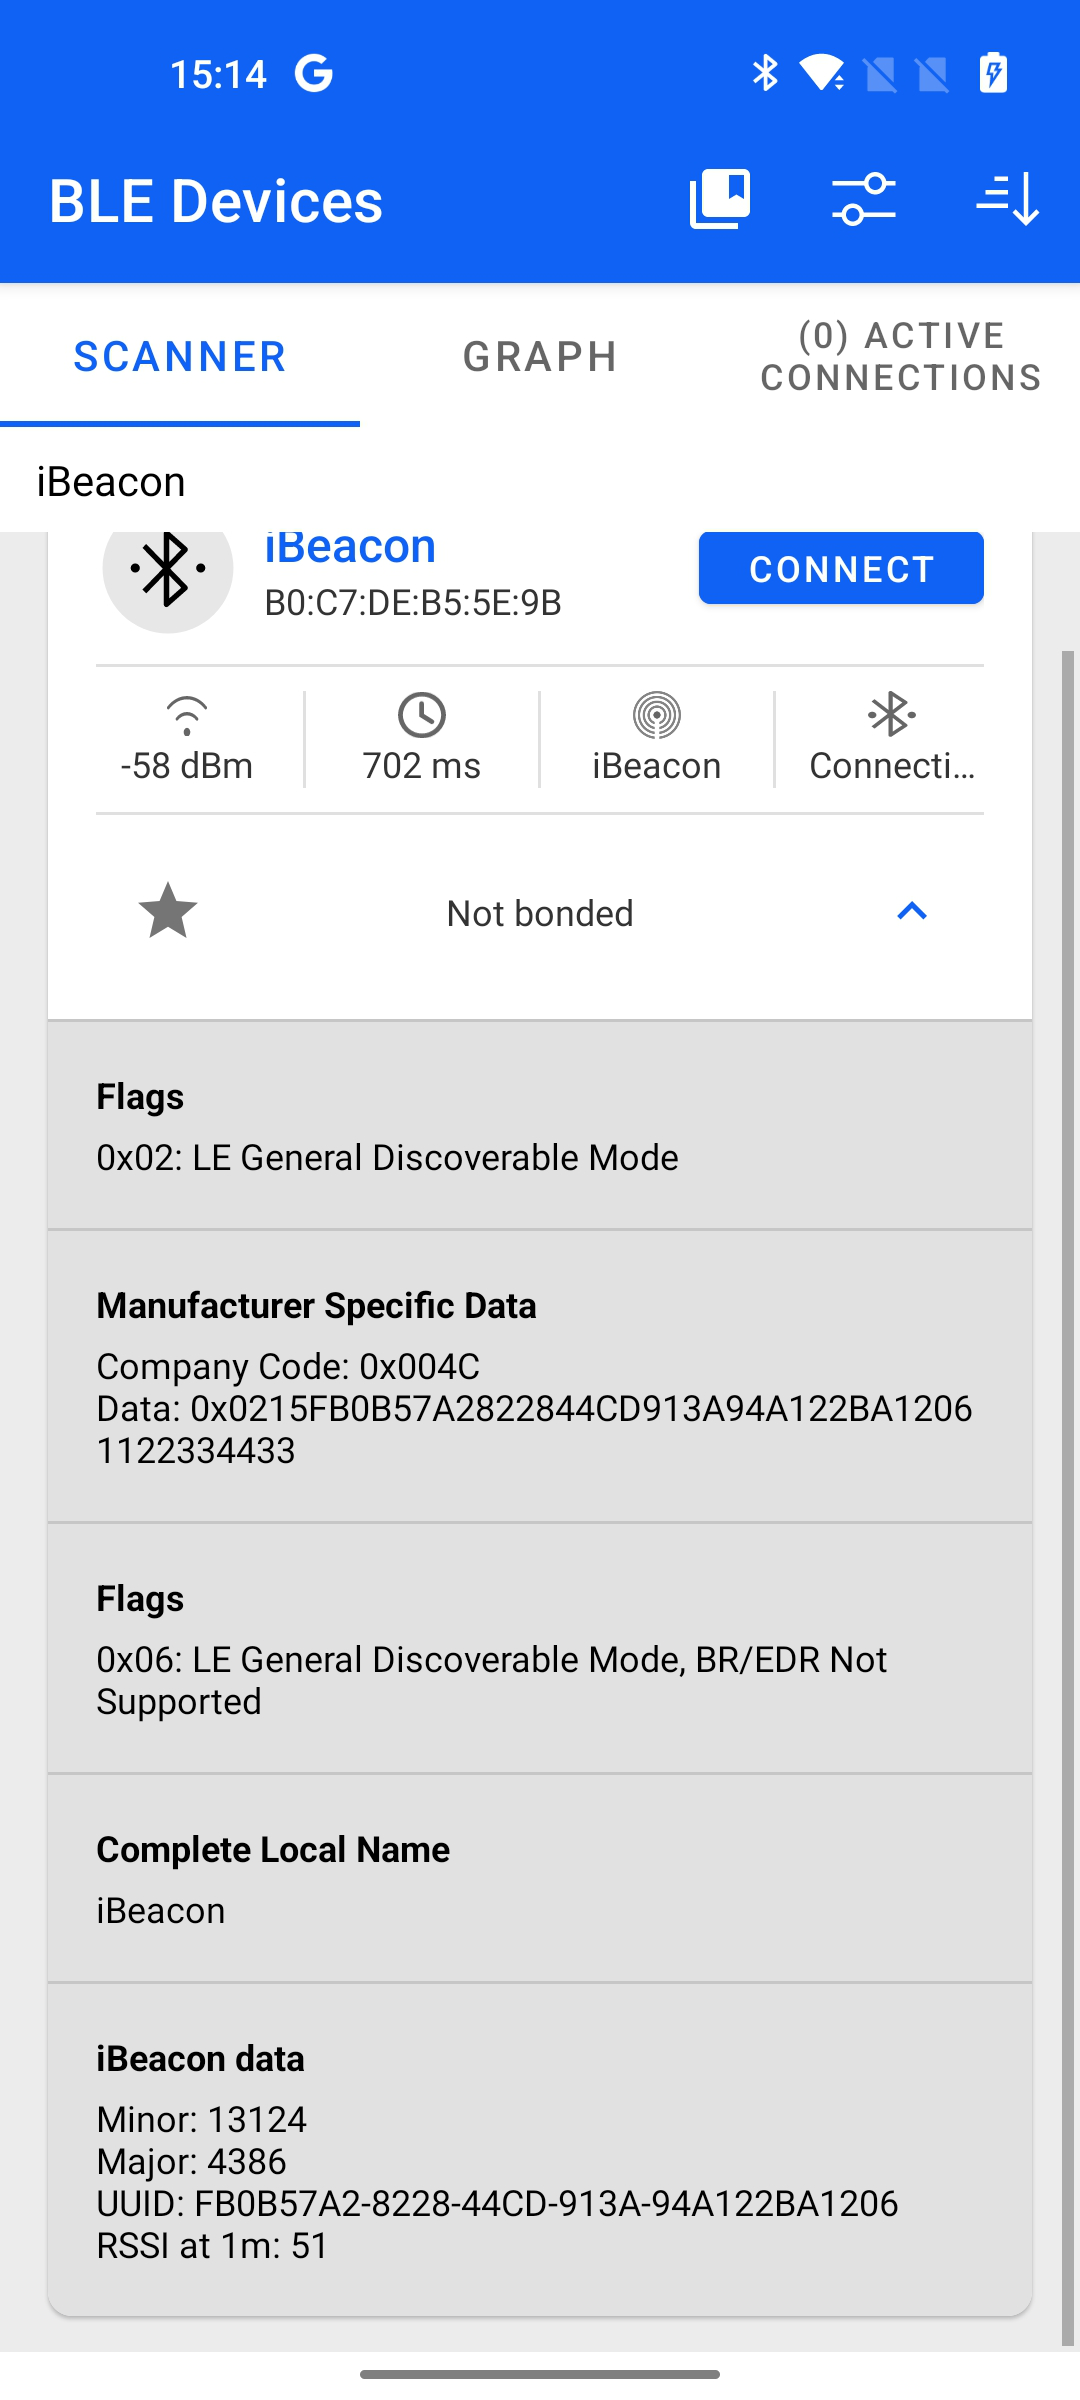 15:14
BLE Devices
SCANNER
GRAPH
(0) ACTIVE
CONNECTIONS
iBeacon
iBeacon
B0:C7:DE:B5:5E:9B
CONNECT
-58 dBm
702 ms
iBeacon
Connecti...
Not bonded
Flags
0x02: LE General Discoverable Mode
Manufacturer Specific Data
Company Code: 0x004C
Data: 0x0215FB0B57A2822844CD913A94A122BA1206
1122334433
Flags
0x06: LE General Discoverable Mode, BR/EDR Not
Supported
Complete Local Name
iBeacon
iBeacon data
Minor: 13124
Major: 4386
UUID: FB0B57A2-8228-44CD-913A-94A122BA1206
RSSI at 1m: 51